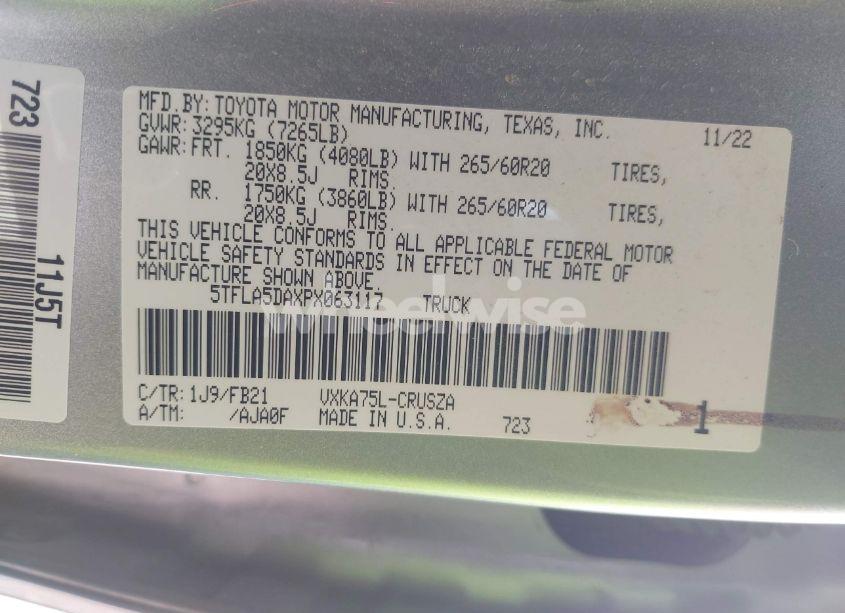 MFD.BY:TOYOTA MOTOR MANUFACTURING, TEXAS, INC. 11/22
GVWR:3295KG (7265LB)
GAWR:FRT. 1850KG (4080LB) WITH 265/60R20 TIRES,
20X8.5J RIMS.
RR. 1750KG (3860LB) WITH 265/60R20 TIRES,
20X8.5J RIMS.
THIS VEHICLE CONFORMS TO ALL APPLICABLE FEDERAL MOTOR
VEHICLE SAFETY STANDARDS IN EFFECT ON THE DATE OF
MANUFACTURE SHOWN ABOVE.
5TFLA5DAXPX063117 TRUCK
C/TR:1J9/FB21 VXKA75L-CRUSZA
A/TM: /AJA0F MADE IN U.S.A. 723 1
723
11J5T
wheelwise